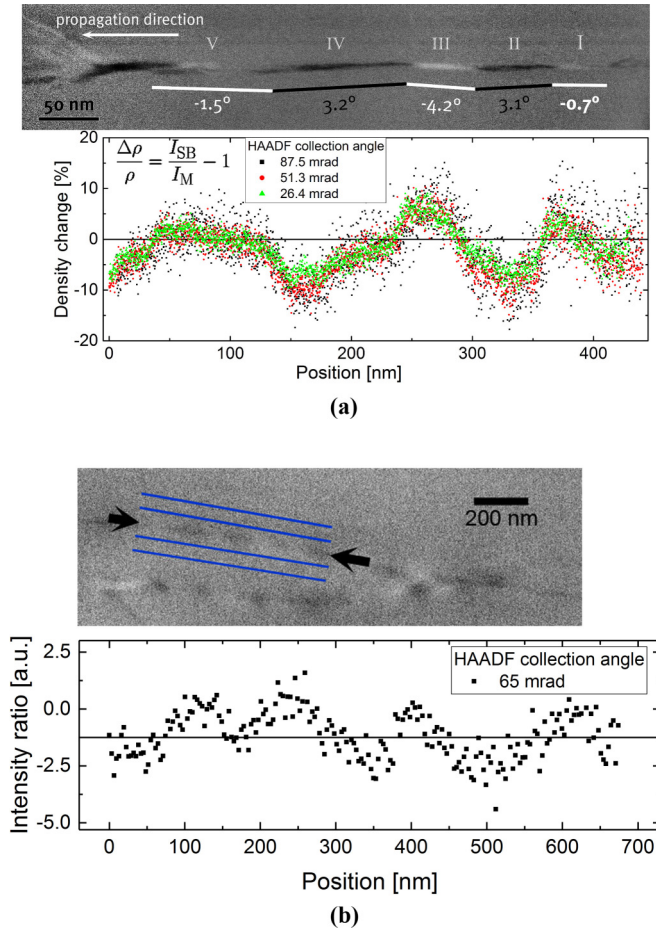 propagation direction
V IV III II I
50 nm
-1.5° 3.2° -4.2° 3.1° -0.7°
Δρ/ρ = I_SB/I_M − 1
HAADF collection angle
87.5 mrad
51.3 mrad
26.4 mrad
20
10
0
-10
-20
Density change [%]
0 100 200 300 400
Position [nm]
(a)
200 nm
HAADF collection angle
65 mrad
2.5
0.0
-2.5
-5.0
Intensity ratio [a.u.]
0 100 200 300 400 500 600 700
Position [nm]
(b)